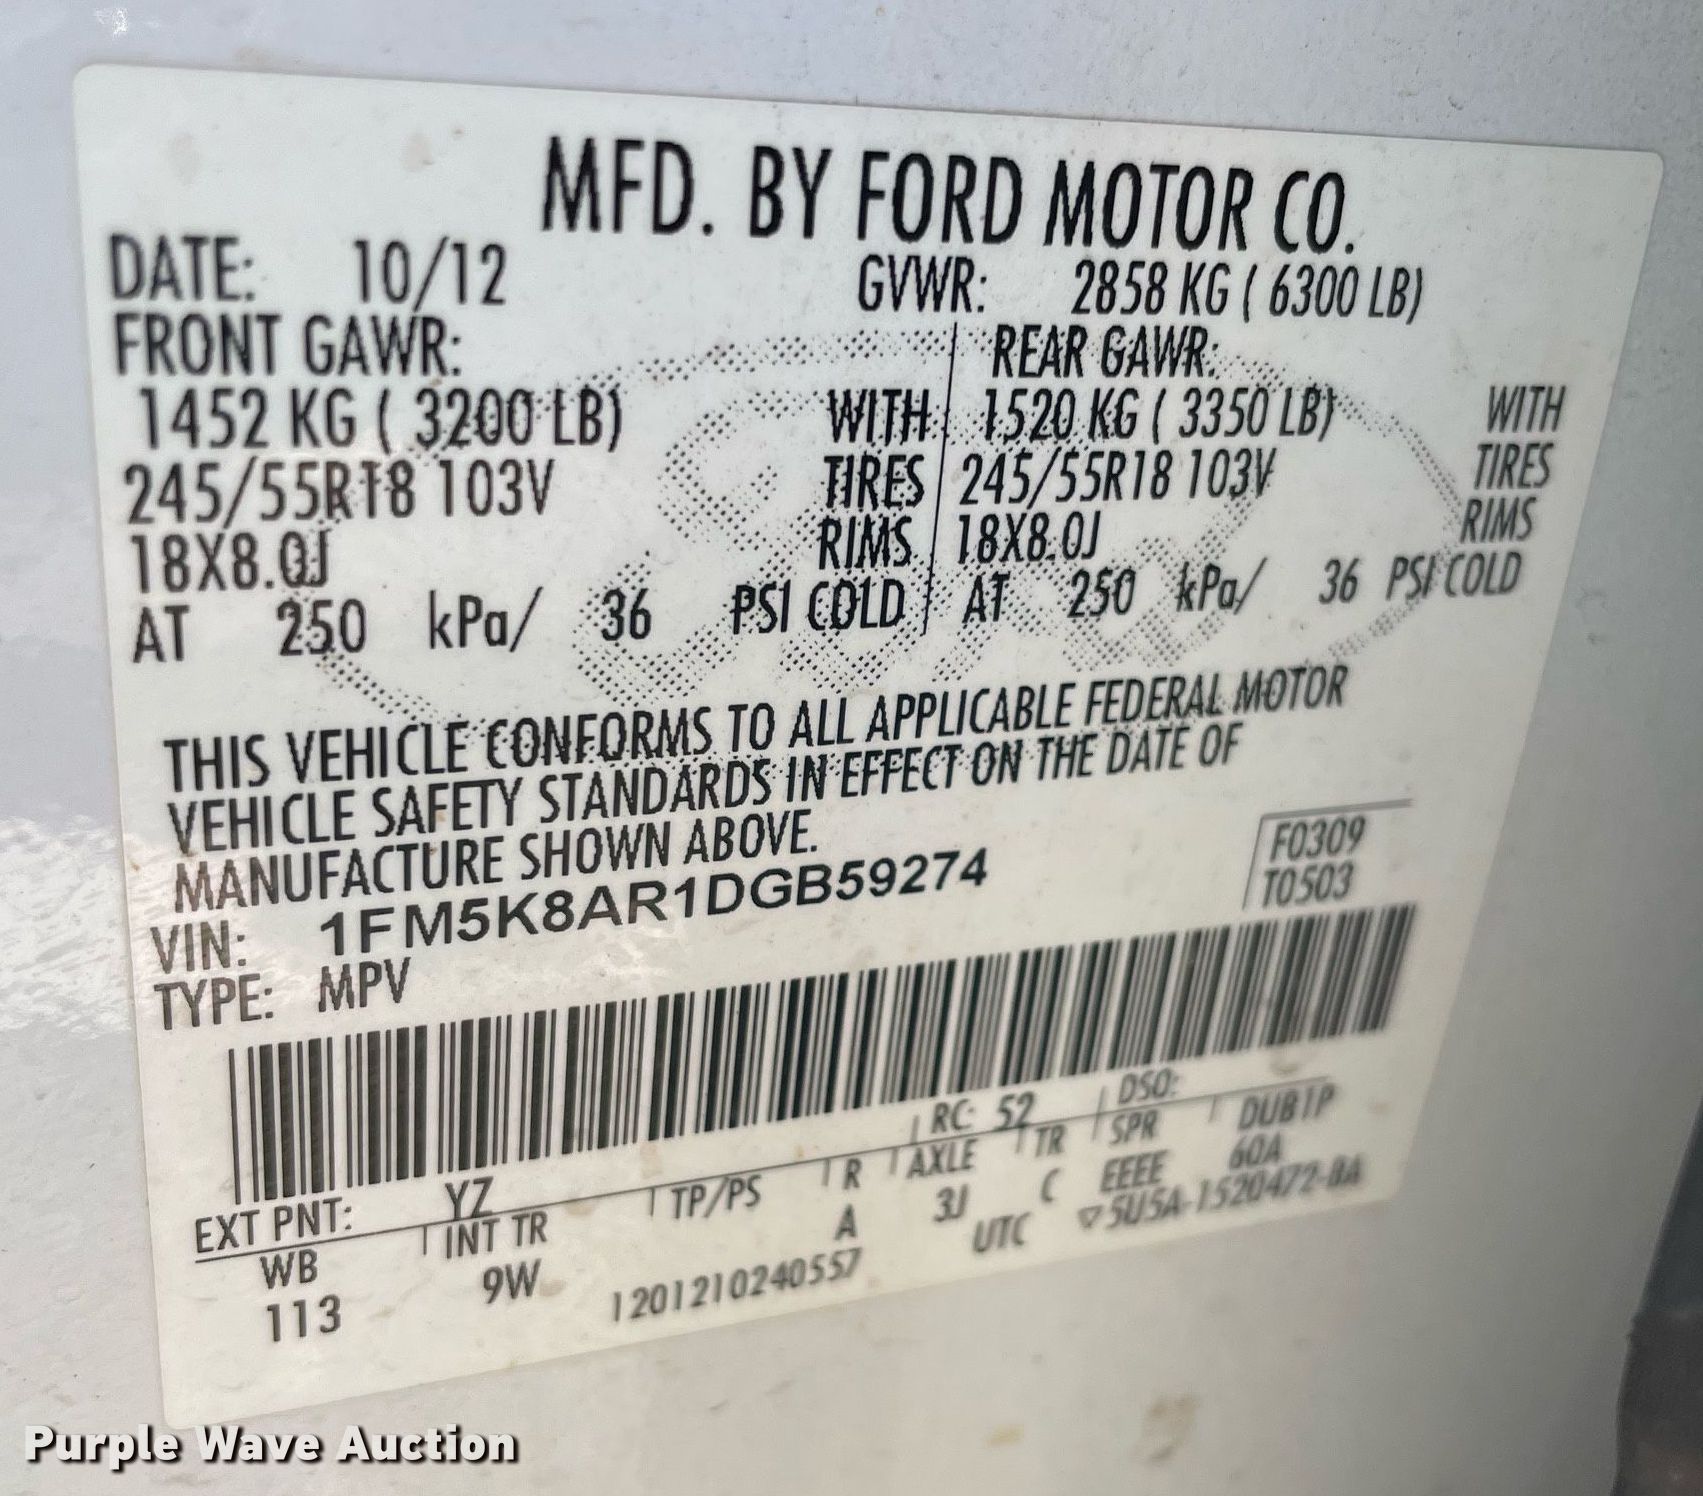 MFD. BY FORD MOTOR CO.
DATE: 10/12 GVWR: 2858 KG ( 6300 LB)
FRONT GAWR: REAR GAWR:
1452 KG ( 3200 LB) WITH 1520 KG ( 3350 LB) WITH
245/55R18 103V TIRES 245/55R18 103V TIRES
18X8.0J RIMS 18X8.0J RIMS
AT 250 kPa/ 36 PSI COLD AT 250 kPa/ 36 PSI COLD
THIS VEHICLE CONFORMS TO ALL APPLICABLE FEDERAL MOTOR
VEHICLE SAFETY STANDARDS IN EFFECT ON THE DATE OF
MANUFACTURE SHOWN ABOVE.
F0309
T0503
VIN: 1FM5K8AR1DGB59274
TYPE: MPV
EXT PNT: YZ RC: 52 DSO:
WB INT TR TP/PS R AXLE TR SPR DUB1P
113 9W A 3J C EEEE 60A
1201210240557 UTC ▽5U5A-1520472-BA
Purple Wave Auction